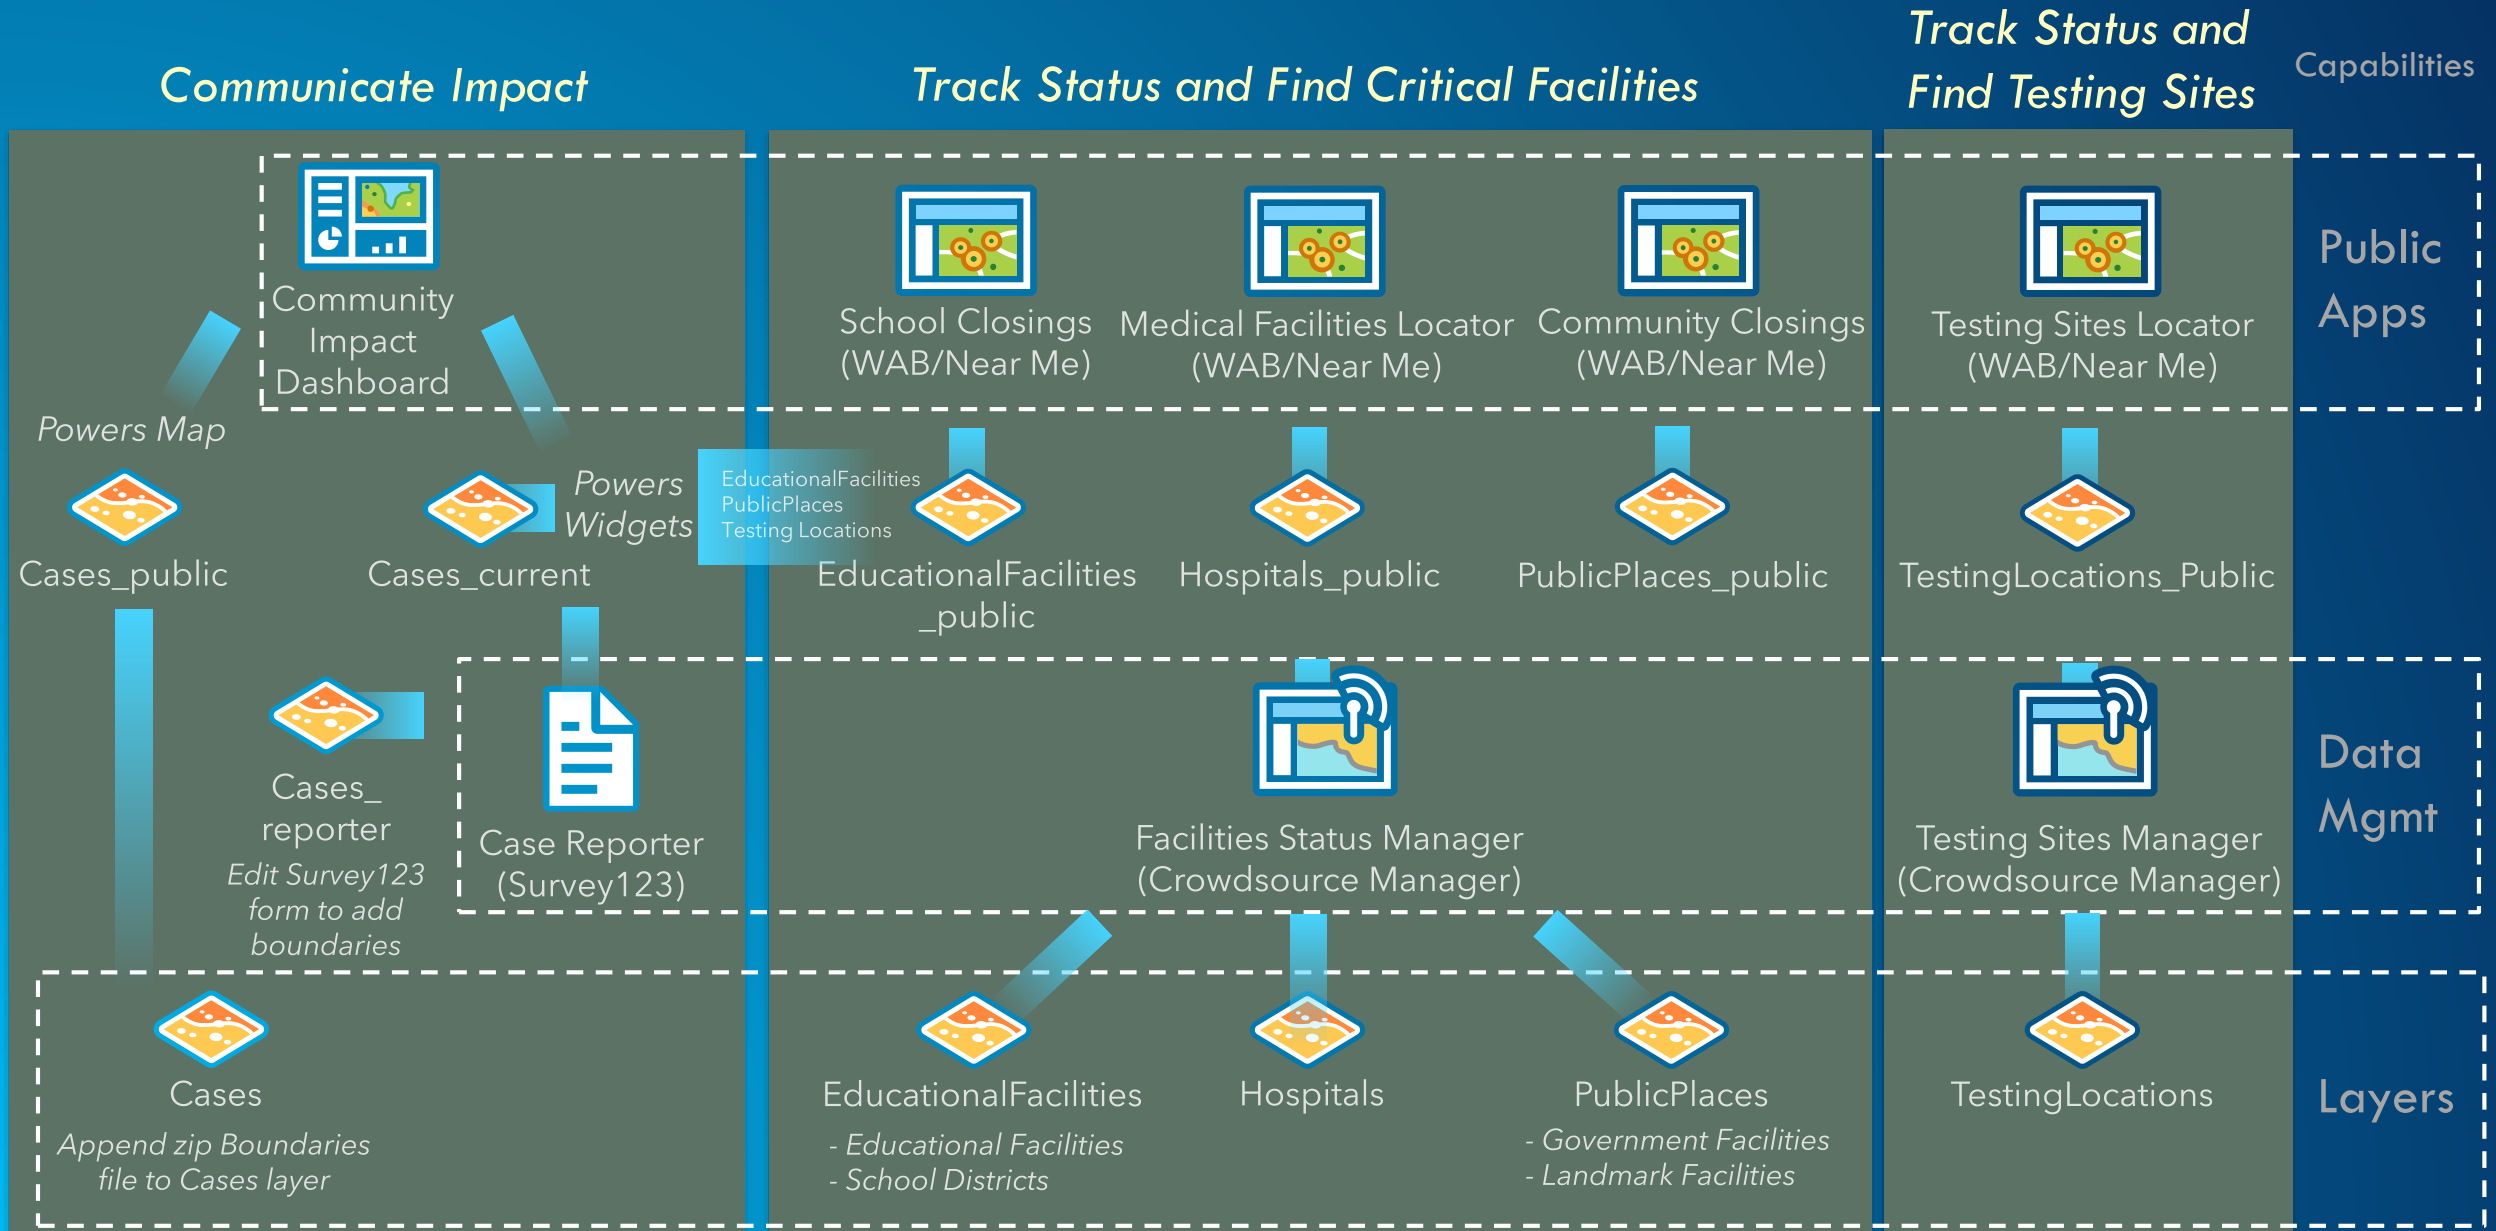 Communicate Impact
Track Status and Find Critical Facilities
Track Status and
Find Testing Sites
Capabilities
Community
Impact
Dashboard
School Closings
(WAB/Near Me)
Medical Facilities Locator
(WAB/Near Me)
Community Closings
(WAB/Near Me)
Testing Sites Locator
(WAB/Near Me)
Public
Apps
Powers Map
Powers
Widgets
EducationalFacilities
PublicPlaces
Testing Locations
Cases_public
Cases_current
EducationalFacilities
_public
Hospitals_public
PublicPlaces_public
TestingLocations_Public
Cases_
reporter
Edit Survey123
form to add
boundaries
Case Reporter
(Survey123)
Facilities Status Manager
(Crowdsource Manager)
Testing Sites Manager
(Crowdsource Manager)
Data
Mgmt
Cases
Append zip Boundaries
file to Cases layer
EducationalFacilities
- Educational Facilities
- School Districts
Hospitals
PublicPlaces
- Government Facilities
- Landmark Facilities
TestingLocations
Layers